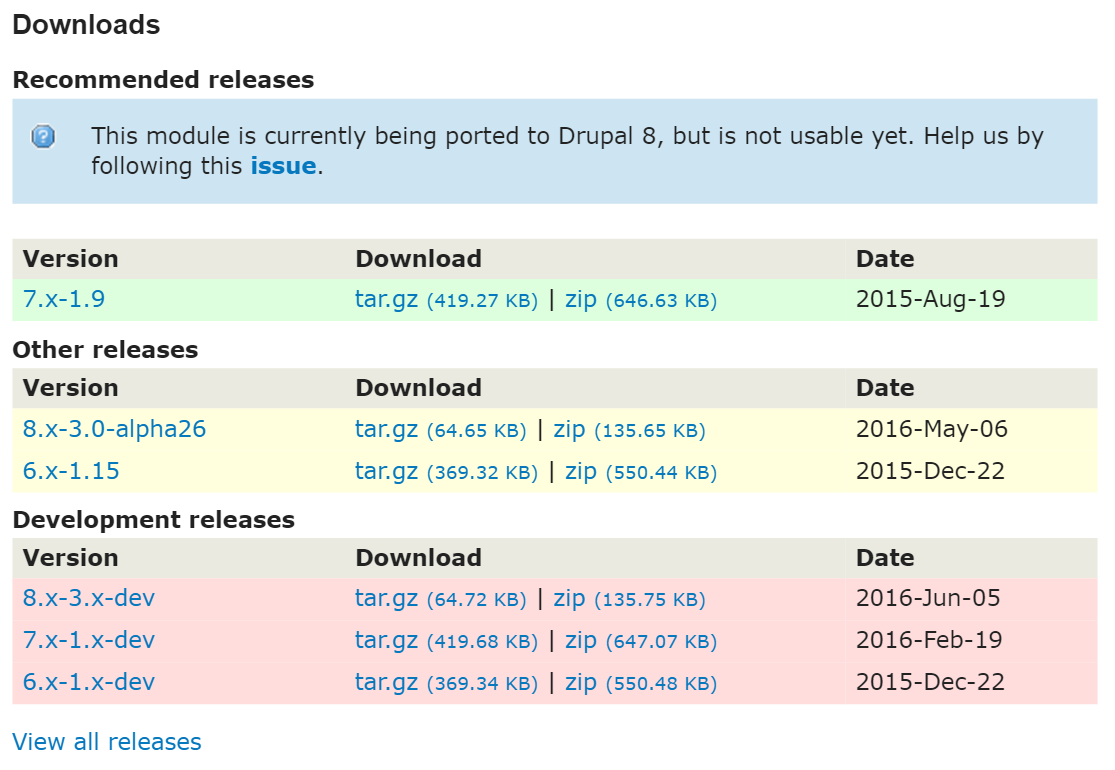 Downloads
Recommended releases
This module is currently being ported to Drupal 8, but is not usable yet. Help us by
following this issue.
Version Download Date
7.x-1.9 tar.gz (419.27 KB) | zip (646.63 KB) 2015-Aug-19
Other releases
Version Download Date
8.x-3.0-alpha26 tar.gz (64.65 KB) | zip (135.65 KB) 2016-May-06
6.x-1.15 tar.gz (369.32 KB) | zip (550.44 KB) 2015-Dec-22
Development releases
Version Download Date
8.x-3.x-dev tar.gz (64.72 KB) | zip (135.75 KB) 2016-Jun-05
7.x-1.x-dev tar.gz (419.68 KB) | zip (647.07 KB) 2016-Feb-19
6.x-1.x-dev tar.gz (369.34 KB) | zip (550.48 KB) 2015-Dec-22
View all releases